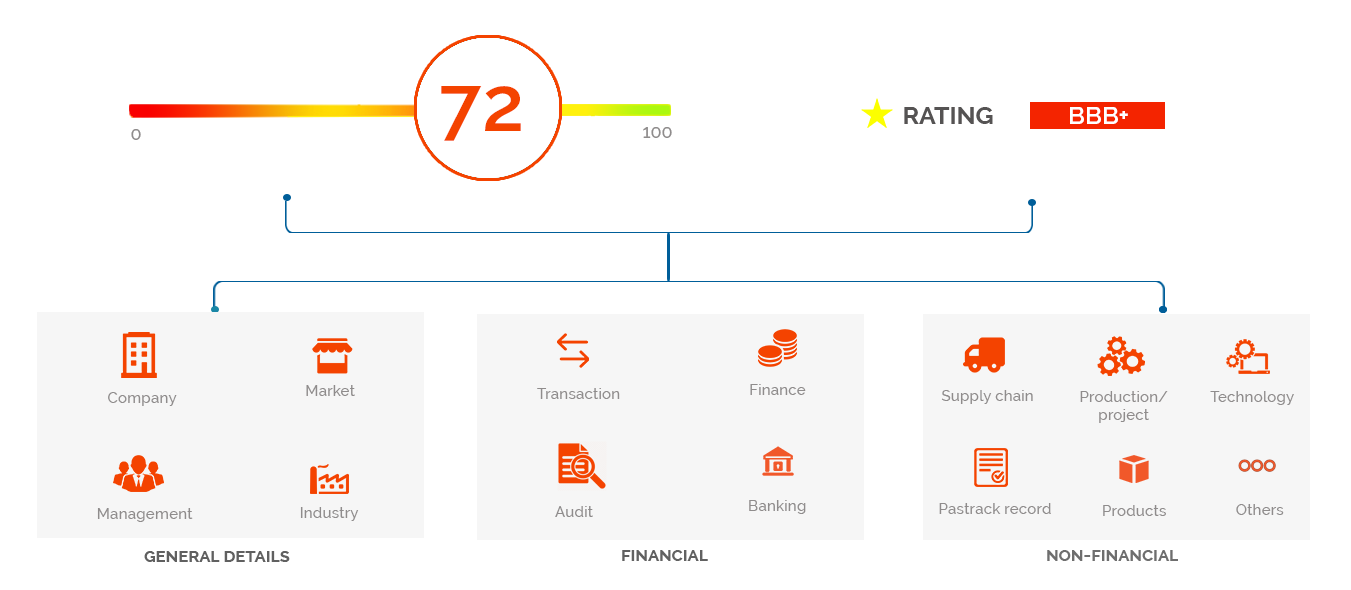 72
0
100
RATING
BBB+
Company
Market
Management
Industry
GENERAL DETAILS
Transaction
Finance
Audit
Banking
FINANCIAL
Supply chain
Production/
project
Technology
Pastrack record
Products
Others
NON-FINANCIAL